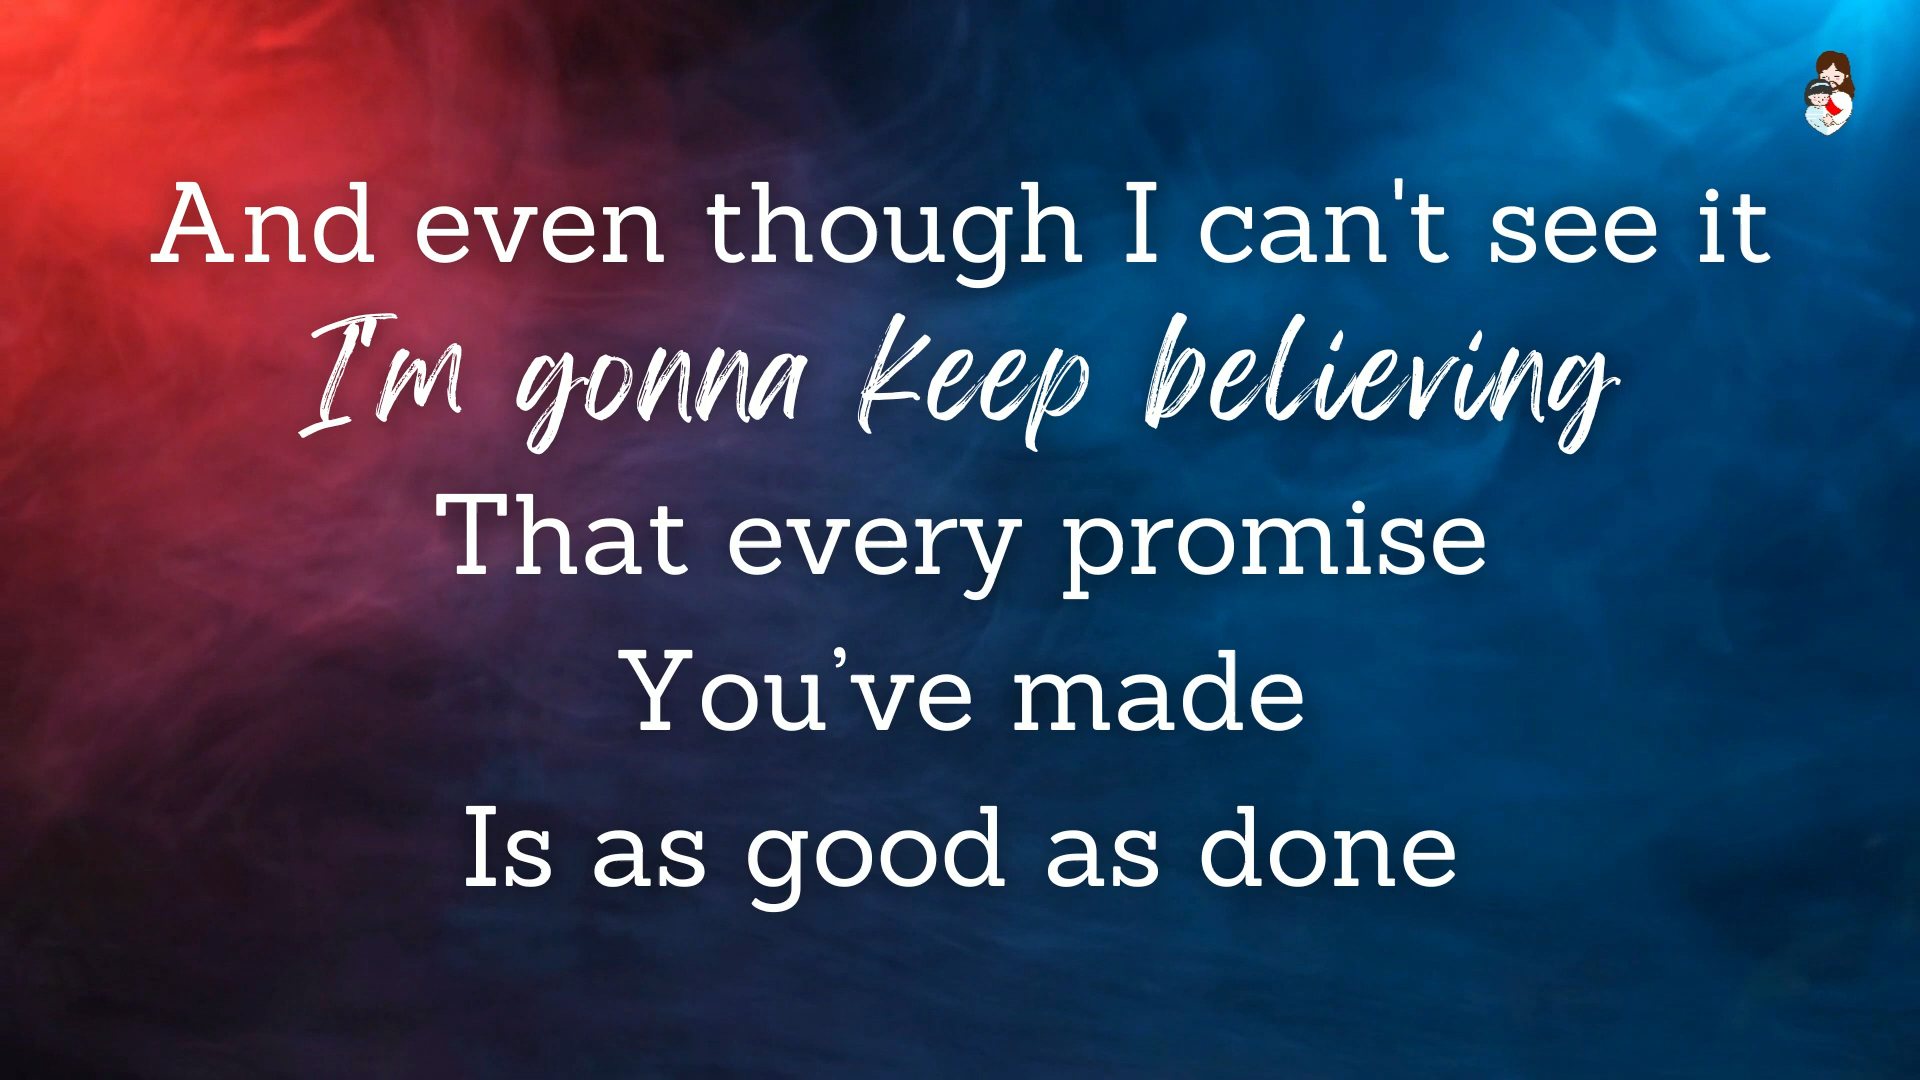 And even though I can't see it
I'm gonna keep believing
That every promise
You’ve made
Is as good as done